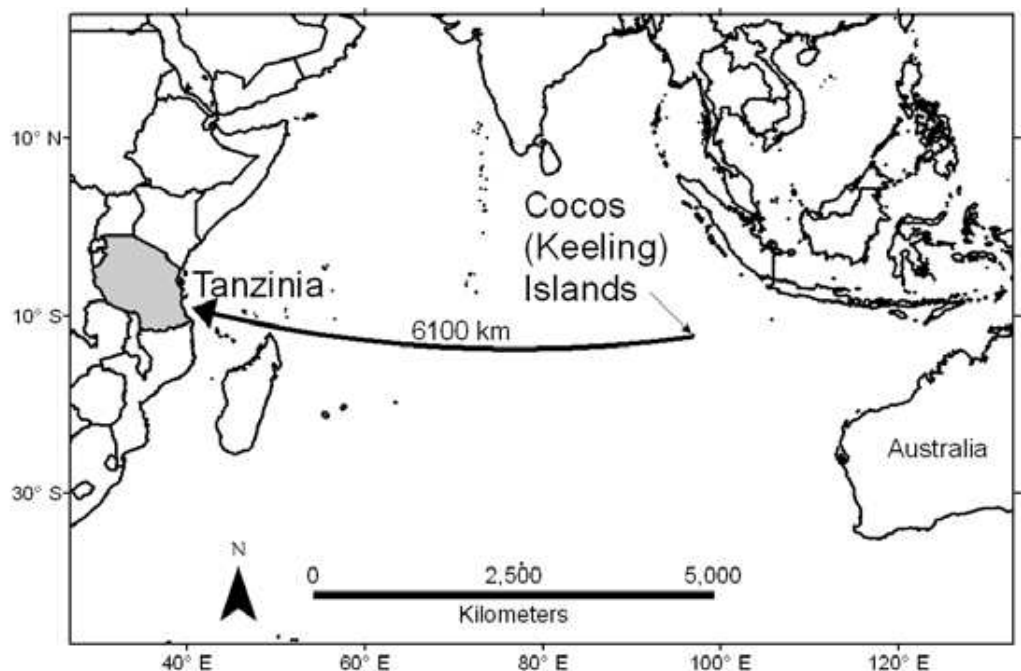 10° N
Cocos
(Keeling)
Islands
Tanzinia
10° S
6100 km
Australia
30° S
N
0 2,500 5,000
Kilometers
40° E 60° E 80° E 100° E 120° E